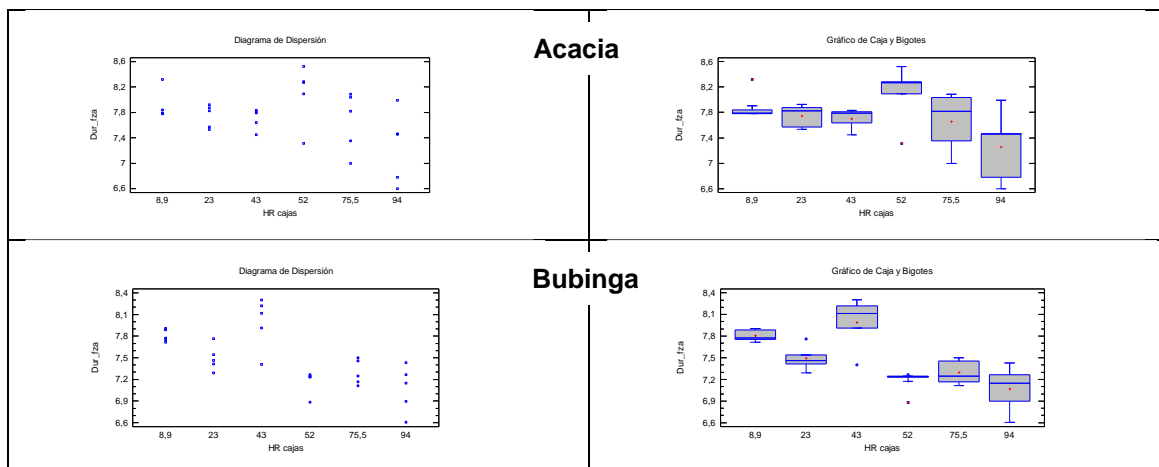 Acacia
Diagrama de Dispersión
Dur_fza
8,6
8,2
7,8
7,4
7
6,6
8,9 23 43 52 75,5 94
HR cajas
Gráfico de Caja y Bigotes
Dur_fza
8,6
8,2
7,8
7,4
7
6,6
8,9 23 43 52 75,5 94
HR cajas
Bubinga
Diagrama de Dispersión
Dur_fza
8,4
8,1
7,8
7,5
7,2
6,9
6,6
8,9 23 43 52 75,5 94
HR cajas
Gráfico de Caja y Bigotes
Dur_fza
8,4
8,1
7,8
7,5
7,2
6,9
6,6
8,9 23 43 52 75,5 94
HR cajas